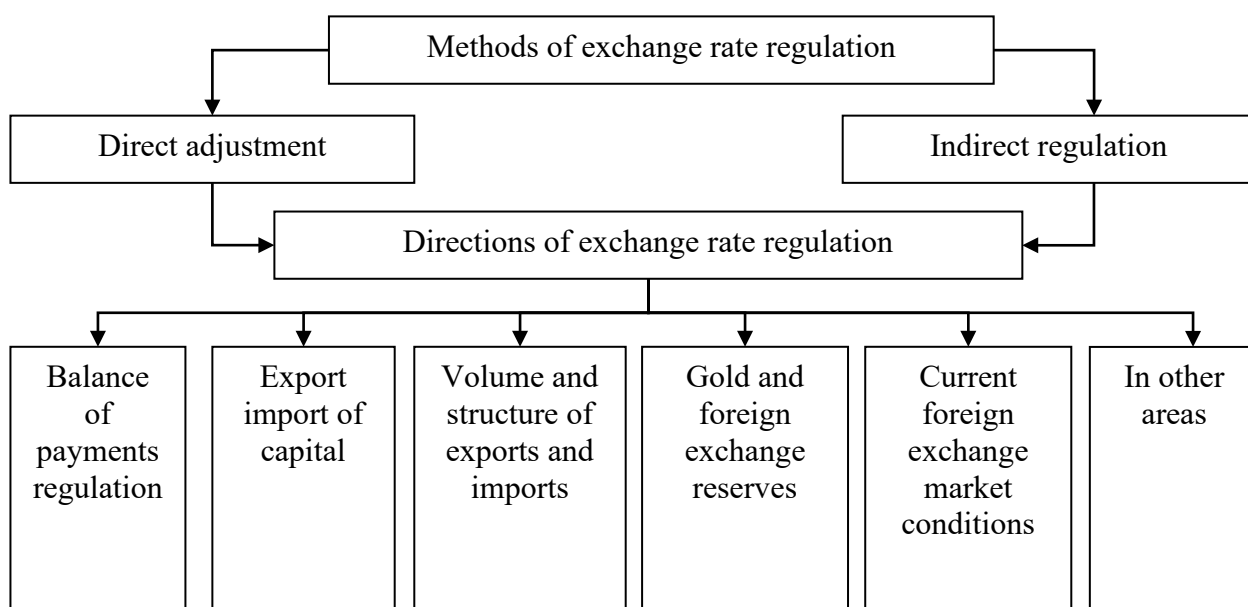 Methods of exchange rate regulation
Direct adjustment
Indirect regulation
Directions of exchange rate regulation
Balance
of
payments
regulation
Export
import of
capital
Volume and
structure of
exports and
imports
Gold and
foreign
exchange
reserves
Current
foreign
exchange
market
conditions
In other
areas